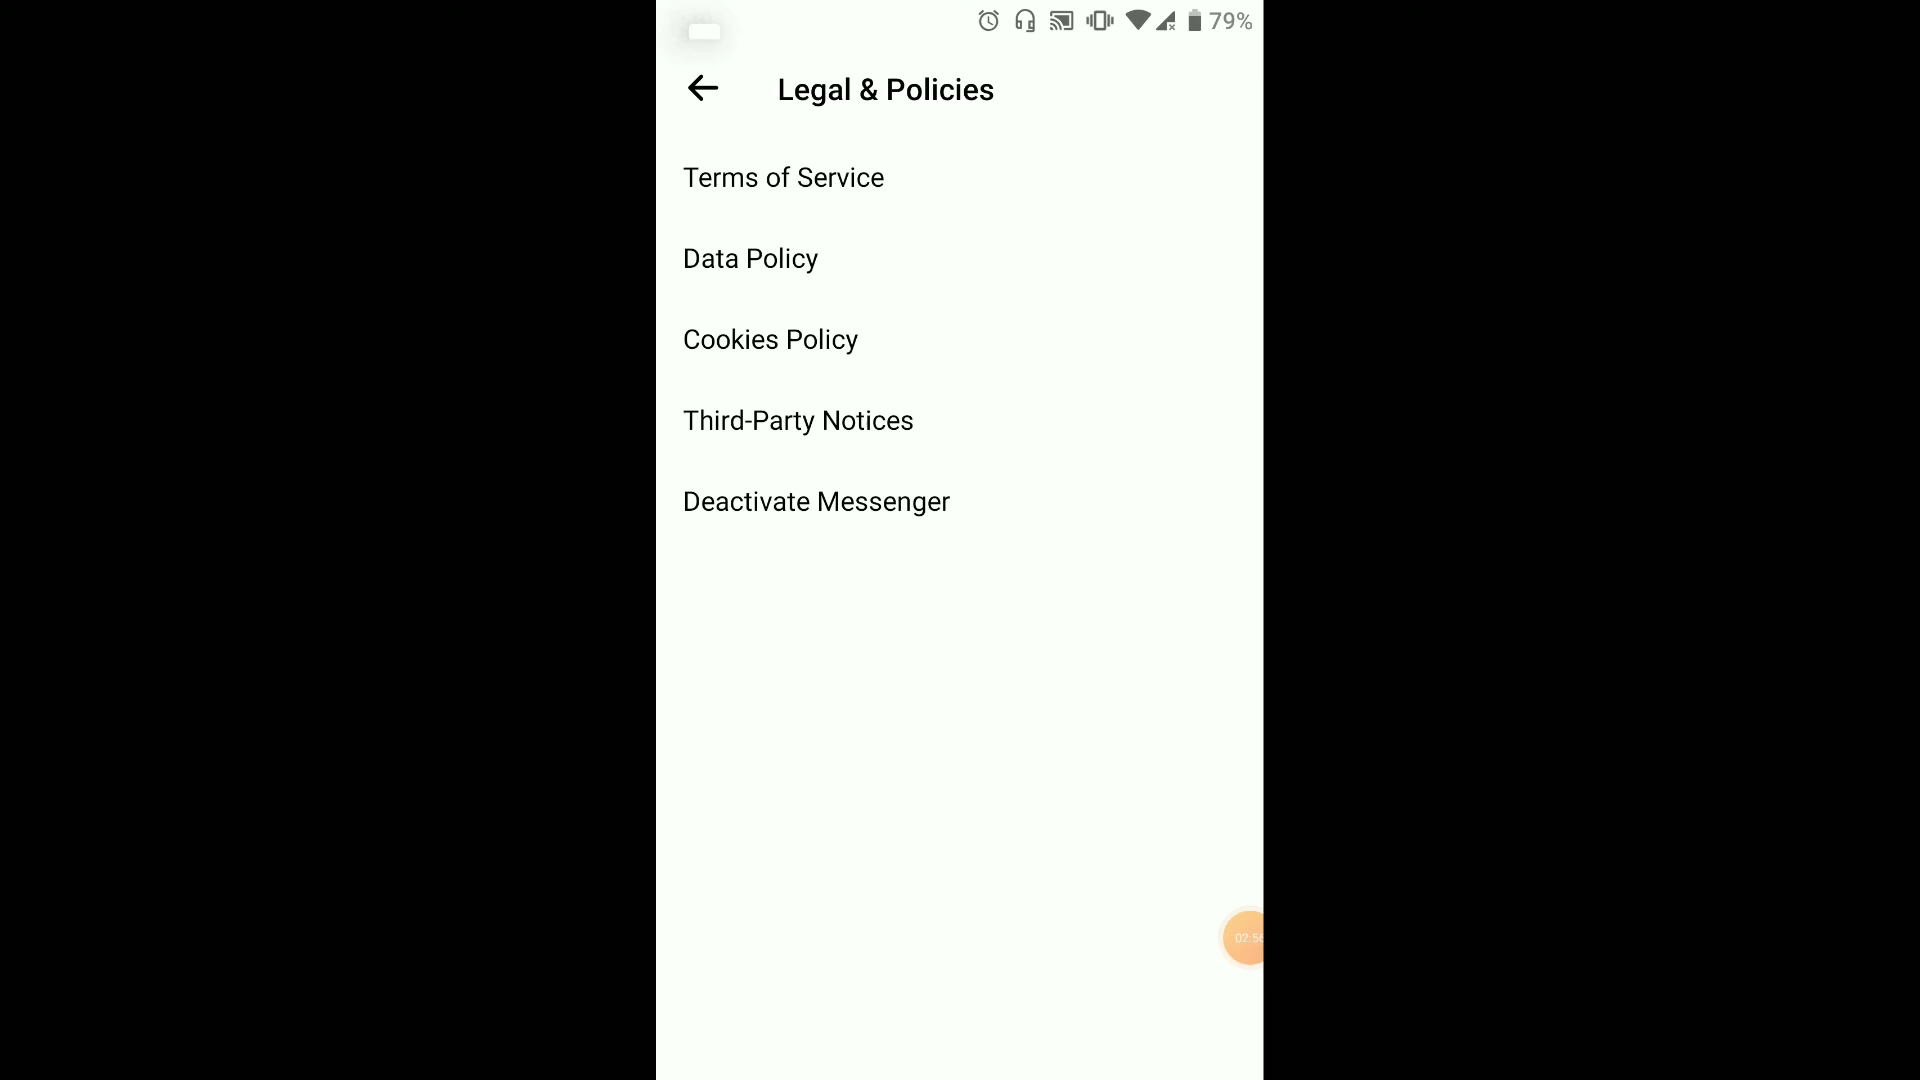 79%
Legal & Policies
Terms of Service
Data Policy
Cookies Policy
Third-Party Notices
Deactivate Messenger